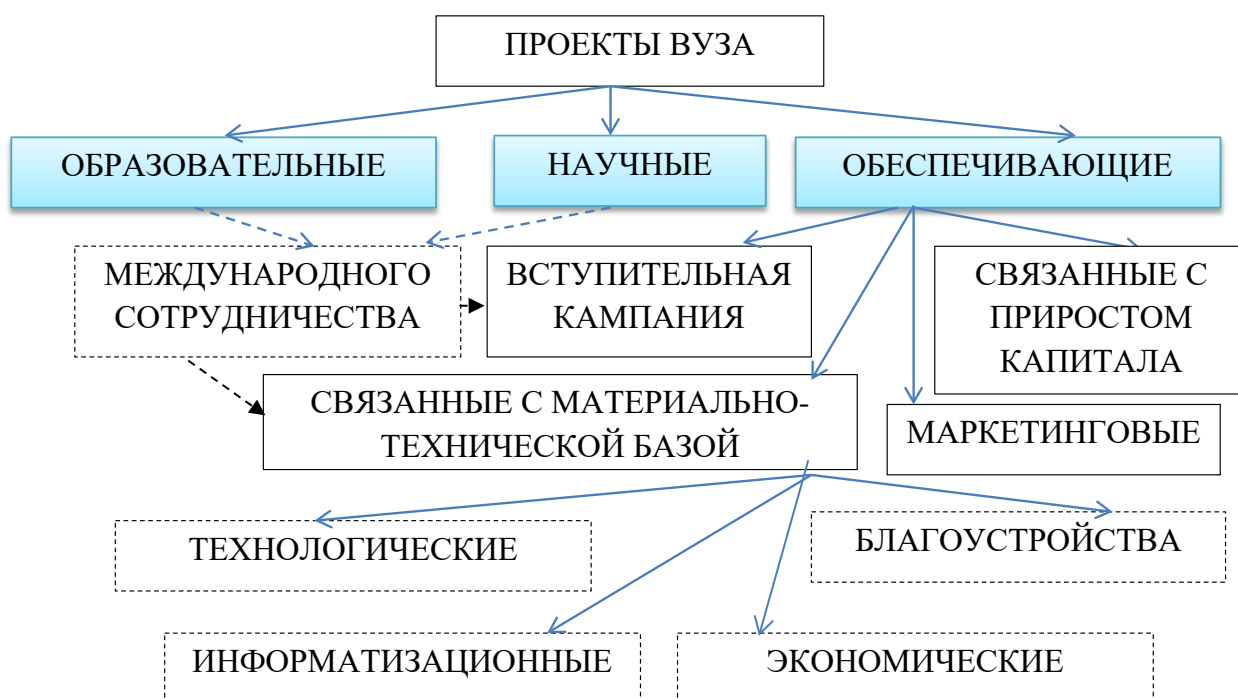 ПРОЕКТЫ ВУЗА
ОБРАЗОВАТЕЛЬНЫЕ
НАУЧНЫЕ
ОБЕСПЕЧИВАЮЩИЕ
МЕЖДУНАРОДНОГО
СОТРУДНИЧЕСТВА
ВСТУПИТЕЛЬНАЯ
КАМПАНИЯ
СВЯЗАННЫЕ С
ПРИРОСТОМ
КАПИТАЛА
СВЯЗАННЫЕ С МАТЕРИАЛЬНО-
ТЕХНИЧЕСКОЙ БАЗОЙ
МАРКЕТИНГОВЫЕ
ТЕХНОЛОГИЧЕСКИЕ
БЛАГОУСТРОЙСТВА
ИНФОРМАТИЗАЦИОННЫЕ
ЭКОНОМИЧЕСКИЕ